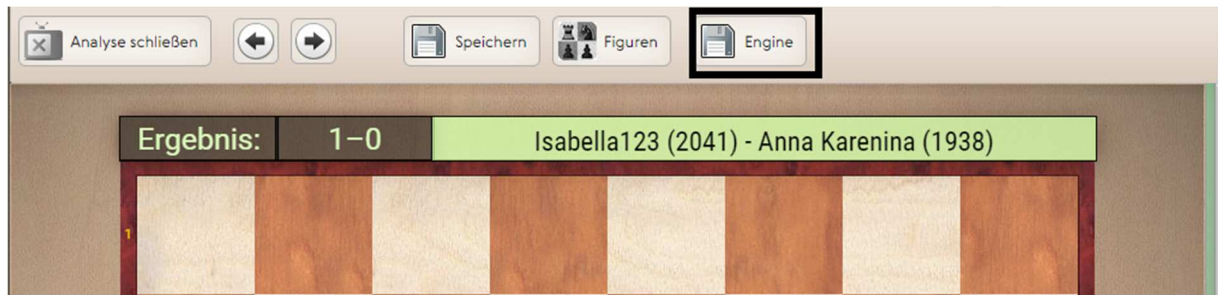 Analyse schließen Speichern Figuren Engine
Ergebnis: 1–0 Isabella123 (2041) - Anna Karenina (1938)
1